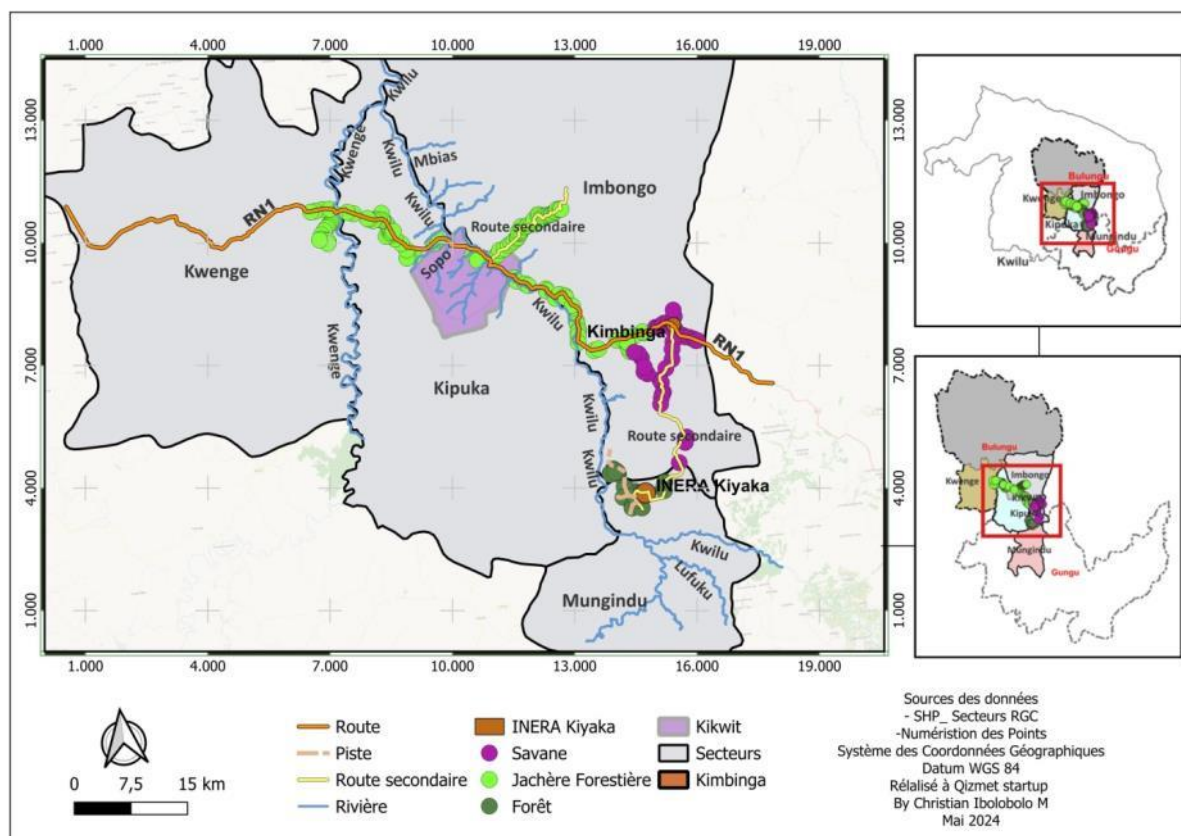 1.000 4.000 7.000 10.000 13.000 16.000 19.000
13.000
10.000
7.000
4.000
1.000
13.000
10.000
7.000
4.000
1.000
Kwilu
Kwenge
Kwilu
Mbias
Kwilu
Imbongo
RN1
Route secondaire
Kwenge
Sopo
Kwilu
Kimbinga
RN1
Kwenge
Kipuka
Kwilu
Route secondaire
Kwilu
INERA Kiyaka
Kwilu
Lufuku
Mungindu
1.000 4.000 7.000 10.000 13.000 16.000 19.000
Bulungu
Kwenge
Imbongo
Kipuka
Mungindu
Gungu
Kwilu
Bulungu
Imbongo
Kwenge
Kipuka
Mungindu
Gungu
0 7,5 15 km
Route
Piste
Route secondaire
Rivière
INERA Kiyaka
Savane
Jachère Forestière
Forêt
Kikwit
Secteurs
Kimbinga
Sources des données
- SHP_ Secteurs RGC
-Numéristion des Points
Système des Coordonnées Géographiques
Datum WGS 84
Rélalisé à Qizmet startup
By Christian Ibolobolo M
Mai 2024